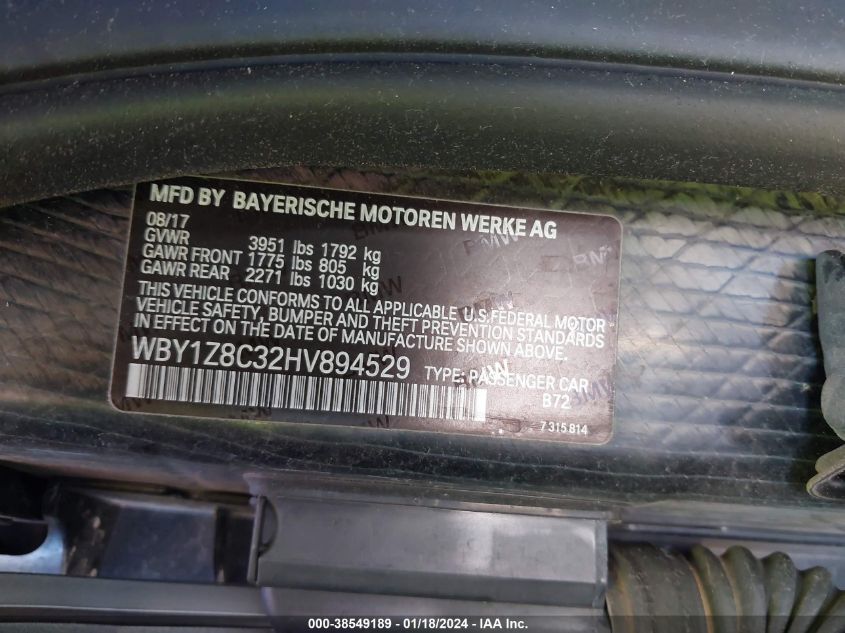 MFD BY BAYERISCHE MOTOREN WERKE AG
08/17
GVWR 3951 lbs 1792 kg
GAWR FRONT 1775 lbs 805 kg
GAWR REAR 2271 lbs 1030 kg
THIS VEHICLE CONFORMS TO ALL APPLICABLE U.S.FEDERAL MOTOR
VEHICLE SAFETY, BUMPER AND THEFT PREVENTION STANDARDS
IN EFFECT ON THE DATE OF MANUFACTURE SHOWN ABOVE.
WBY1Z8C32HV894529 TYPE: PASSENGER CAR
B72
7 315 814
000-38549189 - 01/18/2024 - IAA, Inc.